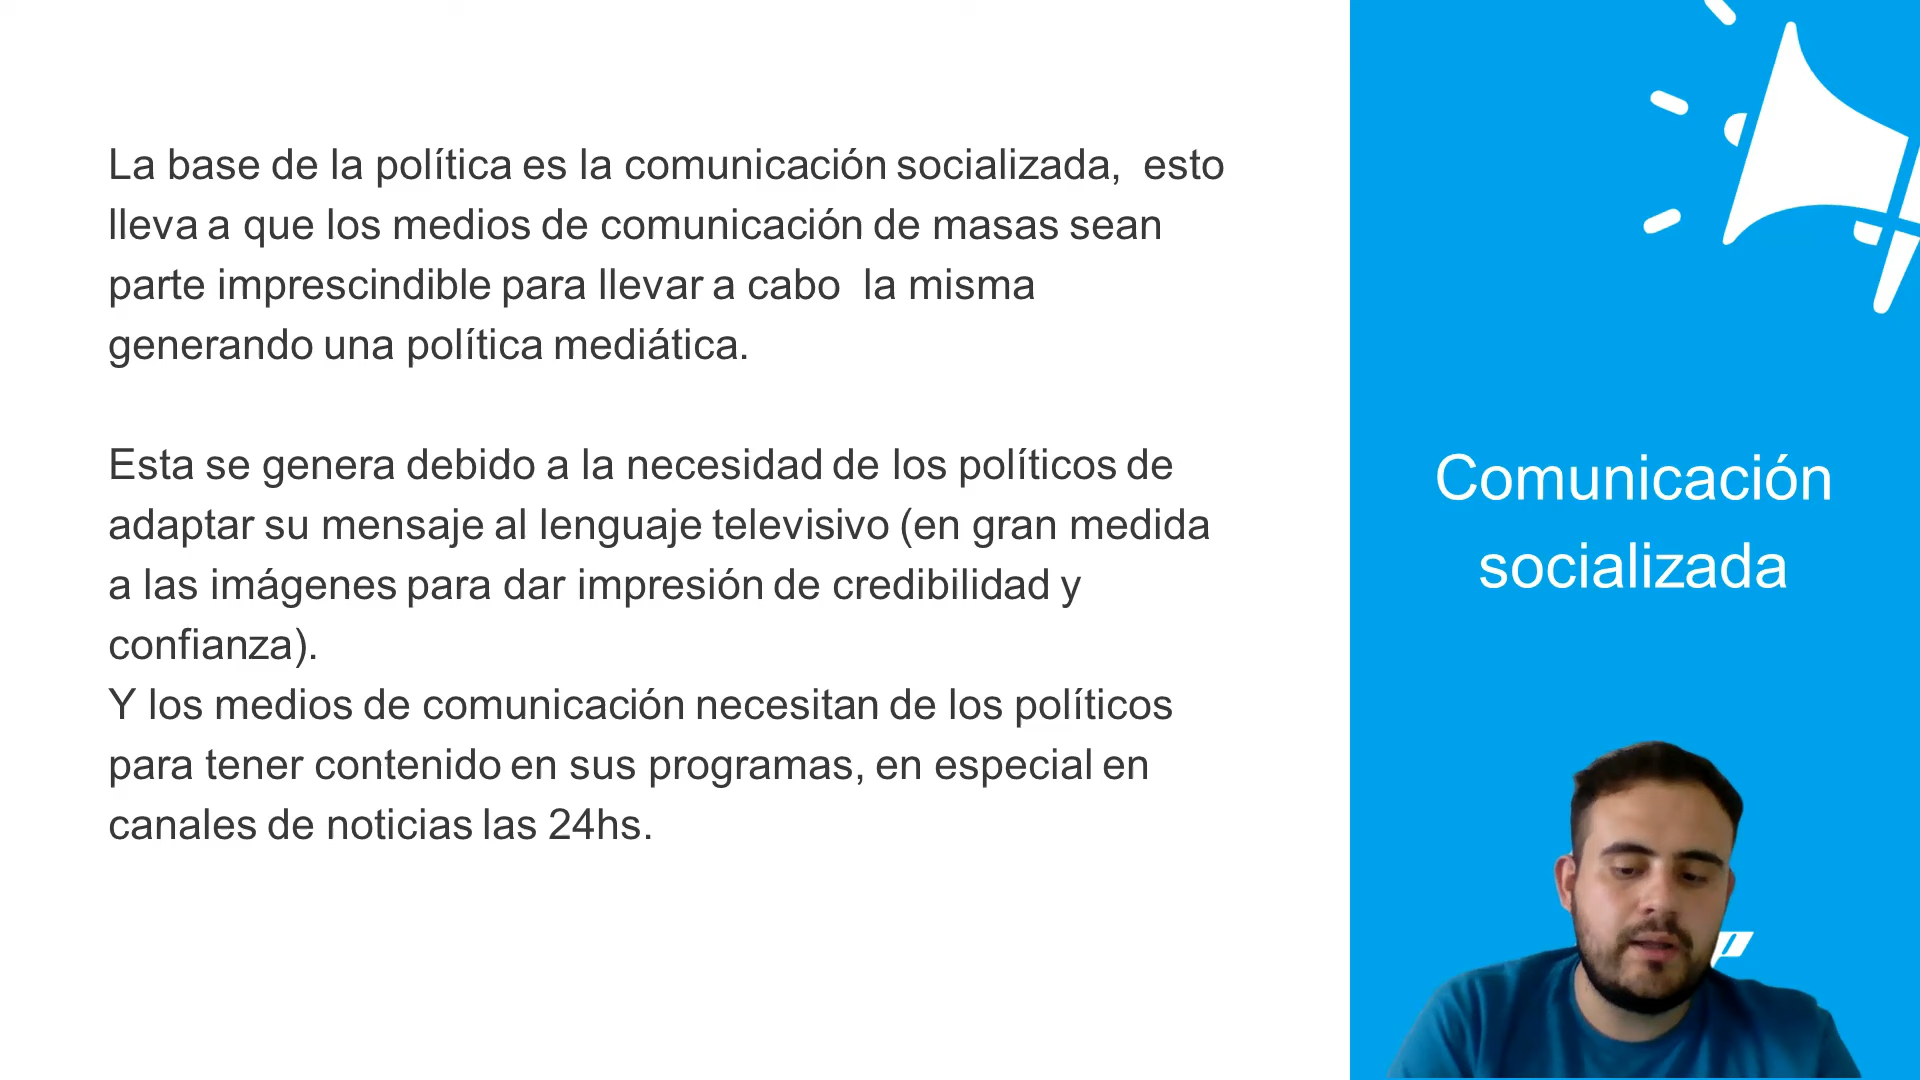 La base de la política es la comunicación socializada,  esto
lleva a que los medios de comunicación de masas sean
parte imprescindible para llevar a cabo  la misma
generando una política mediática.
Esta se genera debido a la necesidad de los políticos de
adaptar su mensaje al lenguaje televisivo (en gran medida
a las imágenes para dar impresión de credibilidad y
confianza).
Y los medios de comunicación necesitan de los políticos
para tener contenido en sus programas, en especial en
canales de noticias las 24hs.
Comunicación
socializada